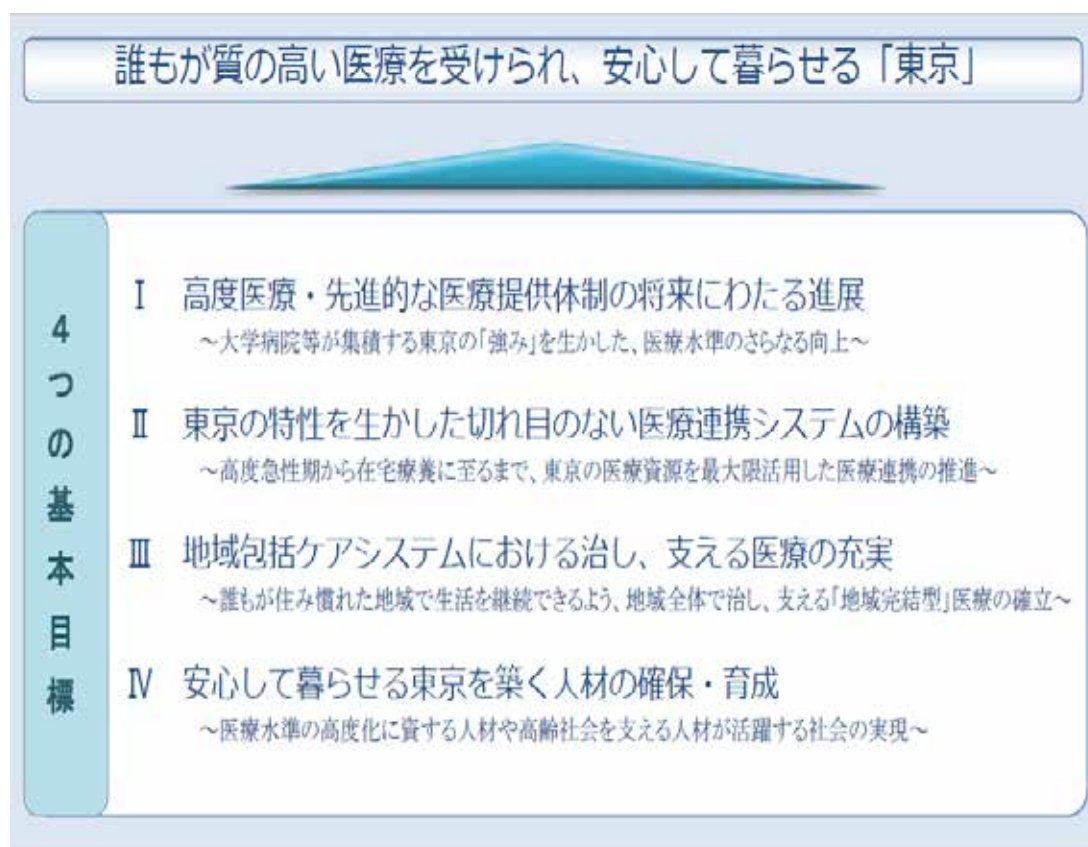 誰もが質の高い医療を受けられ、安心して暮らせる「東京」
4つの基本目標
Ⅰ 高度医療・先進的な医療提供体制の将来にわたる進展
～大学病院等が集積する東京の「強み」を生かした、医療水準のさらなる向上～
Ⅱ 東京の特性を生かした切れ目のない医療連携システムの構築
～高度急性期から在宅療養に至るまで、東京の医療資源を最大限活用した医療連携の推進～
Ⅲ 地域包括ケアシステムにおける治し、支える医療の充実
～誰もが住み慣れた地域で生活を継続できるよう、地域全体で治し、支える「地域完結型」医療の確立～
Ⅳ 安心して暮らせる東京を築く人材の確保・育成
～医療水準の高度化に資する人材や高齢社会を支える人材が活躍する社会の実現～